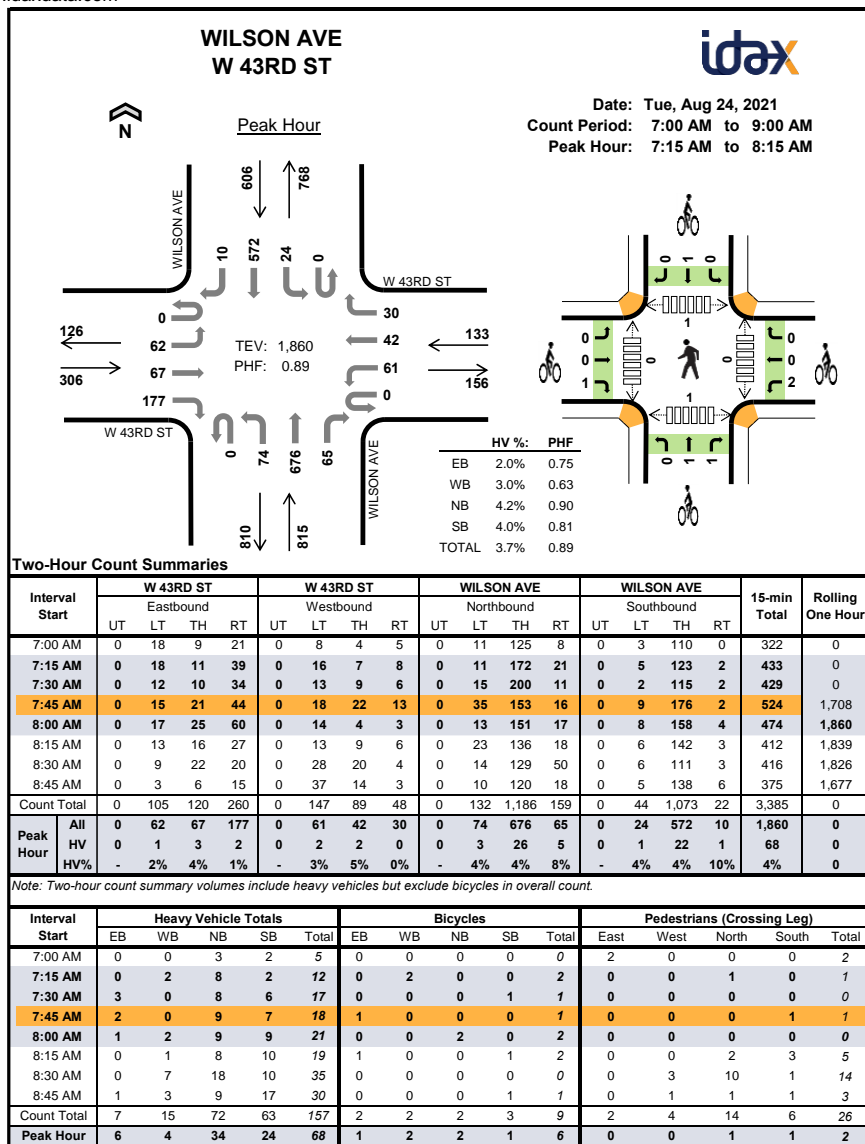 WILSON AVE
W 43RD ST
idax
Date: Tue, Aug 24, 2021
Count Period: 7:00 AM to 9:00 AM
Peak Hour: 7:15 AM to 8:15 AM
N
Peak Hour
606 768
WILSON AVE
10 572 24 0
W 43RD ST
0 30
126 62 42 133
TEV: 1,860
306 67 61 156
PHF: 0.89
177 0
W 43RD ST
0 74 676 65
WILSON AVE
810 815
0 1 0
1
0 0
0 0 0 0
1 2
1
0 1 1
HV %: PHF
EB 2.0% 0.75
WB 3.0% 0.63
NB 4.2% 0.90
SB 4.0% 0.81
TOTAL 3.7% 0.89
Two-Hour Count Summaries
Interval Start W 43RD ST W 43RD ST WILSON AVE WILSON AVE 15-min Total Rolling One Hour
Eastbound Westbound Northbound Southbound
UT LT TH RT UT LT TH RT UT LT TH RT UT LT TH RT
7:00 AM 0 18 9 21 0 8 4 5 0 11 125 8 0 3 110 0 322 0
7:15 AM 0 18 11 39 0 16 7 8 0 11 172 21 0 5 123 2 433 0
7:30 AM 0 12 10 34 0 13 9 6 0 15 200 11 0 2 115 2 429 0
7:45 AM 0 15 21 44 0 18 22 13 0 35 153 16 0 9 176 2 524 1,708
8:00 AM 0 17 25 60 0 14 4 3 0 13 151 17 0 8 158 4 474 1,860
8:15 AM 0 13 16 27 0 13 9 6 0 23 136 18 0 6 142 3 412 1,839
8:30 AM 0 9 22 20 0 28 20 4 0 14 129 50 0 6 111 3 416 1,826
8:45 AM 0 3 6 15 0 37 14 3 0 10 120 18 0 5 138 6 375 1,677
Count Total 0 105 120 260 0 147 89 48 0 132 1,186 159 0 44 1,073 22 3,385 0
Peak Hour All 0 62 67 177 0 61 42 30 0 74 676 65 0 24 572 10 1,860 0
HV 0 1 3 2 0 2 2 0 0 3 26 5 0 1 22 1 68 0
HV% - 2% 4% 1% - 3% 5% 0% - 4% 4% 8% - 4% 4% 10% 4% 0
Note: Two-hour count summary volumes include heavy vehicles but exclude bicycles in overall count.
Interval Start Heavy Vehicle Totals Bicycles Pedestrians (Crossing Leg)
EB WB NB SB Total EB WB NB SB Total East West North South Total
7:00 AM 0 0 3 2 5 0 0 0 0 0 2 0 0 0 2
7:15 AM 0 2 8 2 12 0 2 0 0 2 0 0 1 0 1
7:30 AM 3 0 8 6 17 0 0 0 1 1 0 0 0 0 0
7:45 AM 2 0 9 7 18 1 0 0 0 1 0 0 0 1 1
8:00 AM 1 2 9 9 21 0 0 2 0 2 0 0 0 0 0
8:15 AM 0 1 8 10 19 1 0 0 1 2 0 0 2 3 5
8:30 AM 0 7 18 10 35 0 0 0 0 0 0 3 10 1 14
8:45 AM 1 3 9 17 30 0 0 0 1 1 0 1 1 1 3
Count Total 7 15 72 63 157 2 2 2 3 9 2 4 14 6 26
Peak Hour 6 4 34 24 68 1 2 2 1 6 0 0 1 1 2